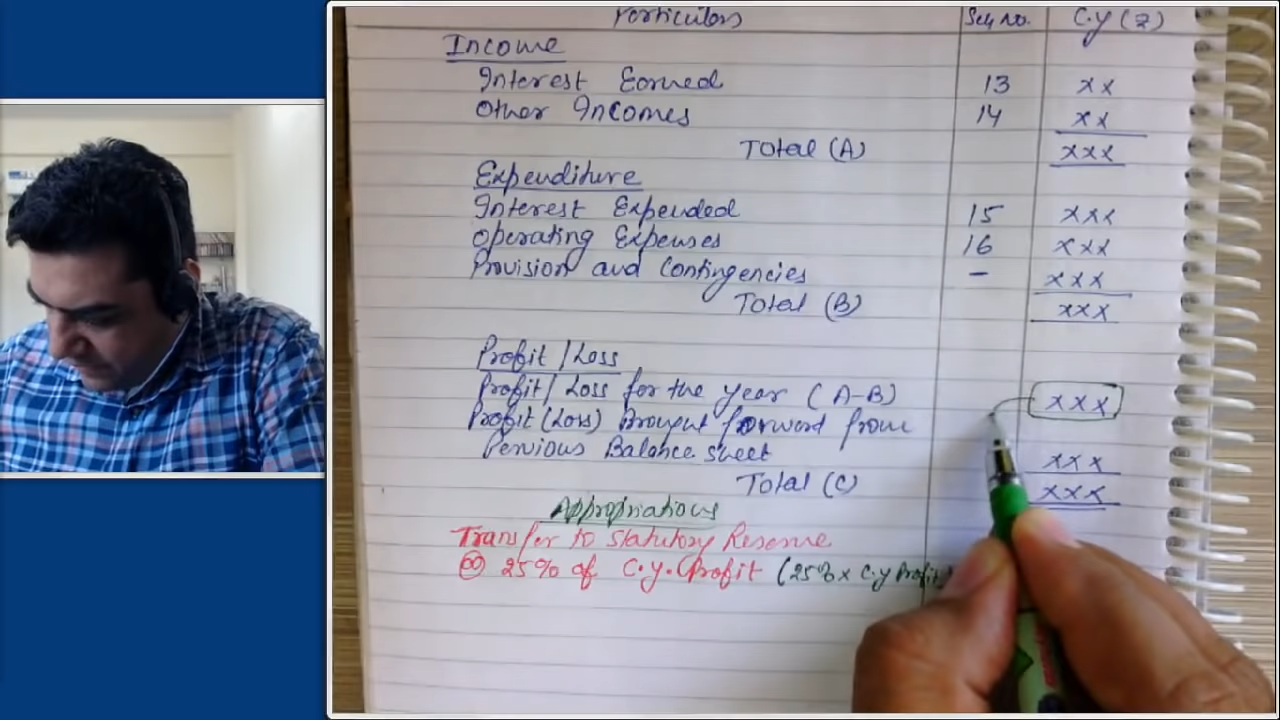 Particulars Sch No. C.Y (₹)
Income
Interest Earned 13 xx
Other Incomes 14 xx
Total (A) xxx
Expenditure
Interest Expended 15 xxx
Operating Expenses 16 xxx
Provision and Contingencies - xxx
Total (B) xxx
Profit/Loss
Profit/Loss for the Year (A-B) xxx
Profit (Loss) Brought forward from
Pervious Balance sheet xxx
Total (C) xxx
Appropriations
Transfer to Statutory Reserve
@ 25% of C.Y. Profit (25% x C.Y Profit)